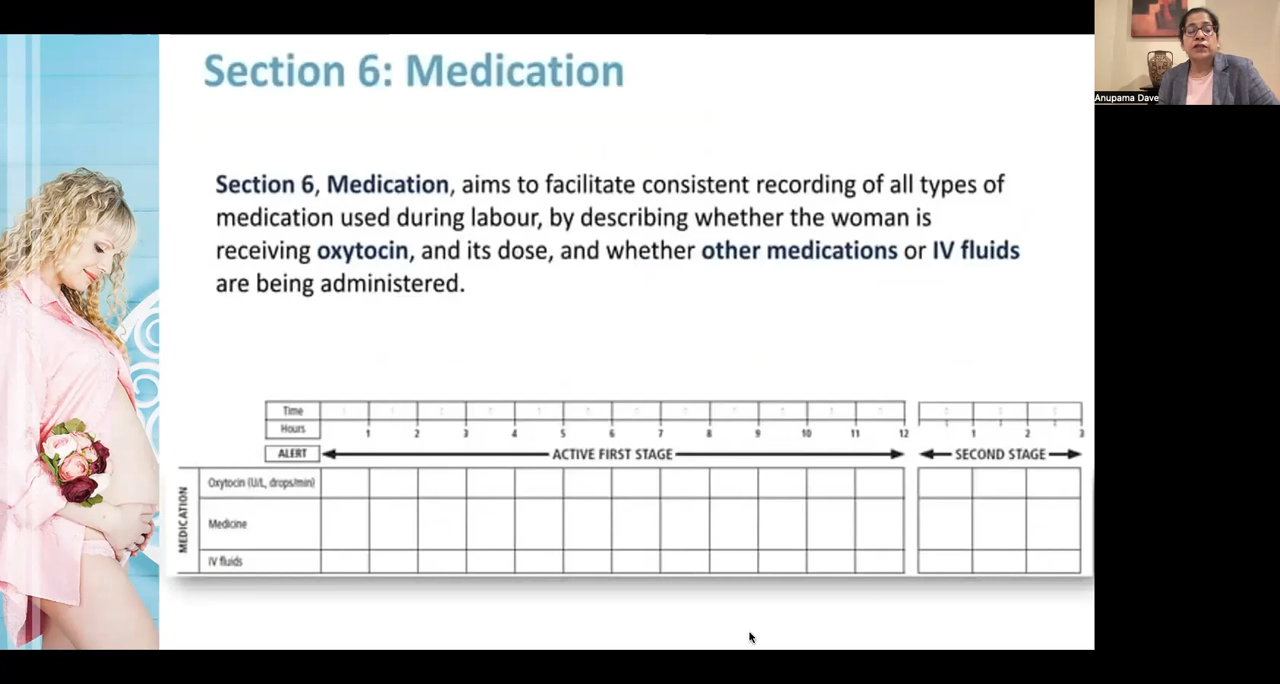 Section 6: Medication
Anupama Dave
Section 6, Medication, aims to facilitate consistent recording of all types of
medication used during labour, by describing whether the woman is
receiving oxytocin, and its dose, and whether other medications or IV fluids
are being administered.
Time
Hours 1 2 3 4 5 6 7 8 9 10 11 12 1 2 3
ALERT ACTIVE FIRST STAGE SECOND STAGE
MEDICATION
Oxytocin (U/L, drops/min)
Medicine
IV fluids